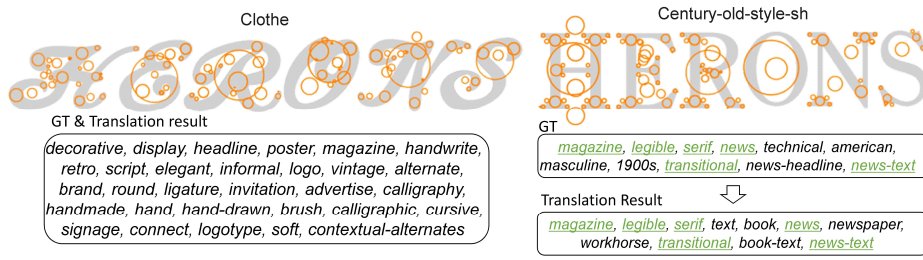 Clothe
HERONS
GT & Translation result
decorative, display, headline, poster, magazine, handwrite,
retro, script, elegant, informal, logo, vintage, alternate,
brand, round, ligature, invitation, advertise, calligraphy,
handmade, hand, hand-drawn, brush, calligraphic, cursive,
signage, connect, logotype, soft, contextual-alternates
Century-old-style-sh
HERONS
GT
magazine, legible, serif, news, technical, american,
masculine, 1900s, transitional, news-headline, news-text
Translation Result
magazine, legible, serif, text, book, news, newspaper,
workhorse, transitional, book-text, news-text